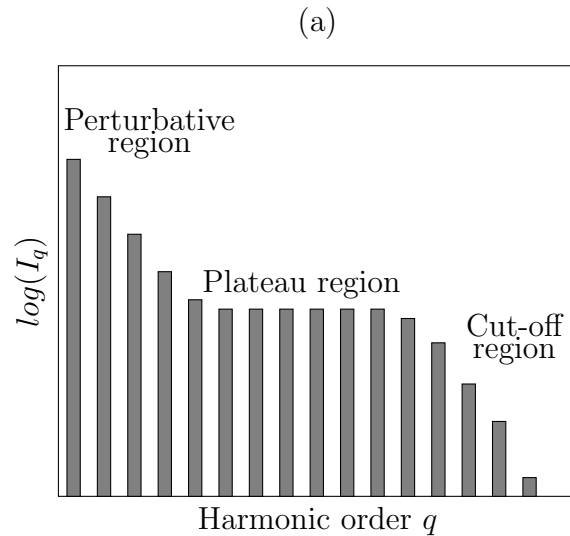 (a)
Perturbative
region
Plateau region
Cut-off
region
log(I_q)
Harmonic order q